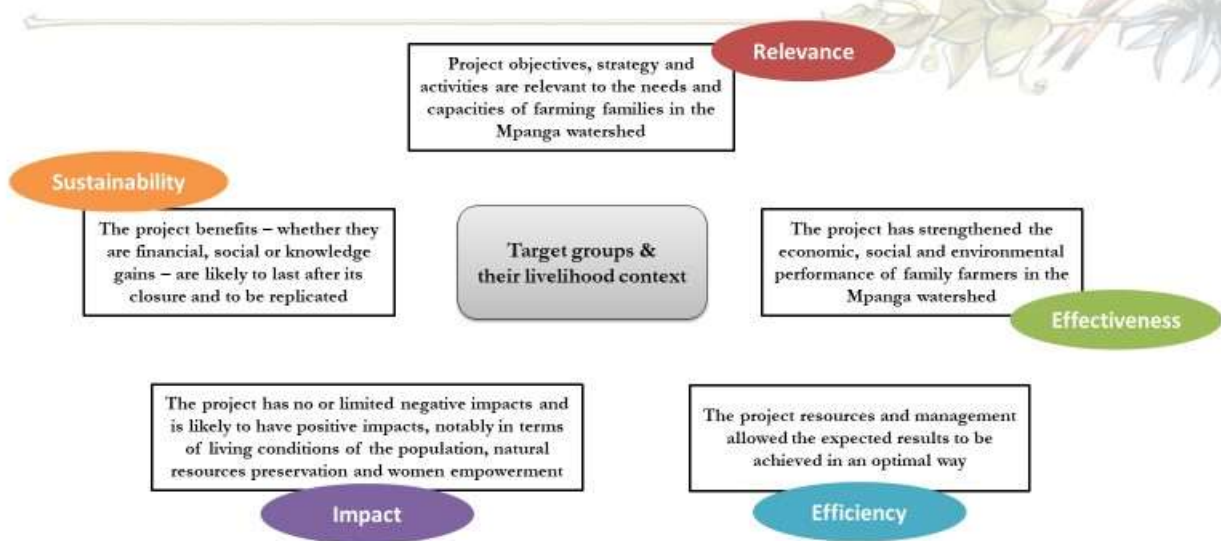 Relevance
Project objectives, strategy and
activities are relevant to the needs and
capacities of farming families in the
Mpanga watershed
Sustainability
The project benefits – whether they
are financial, social or knowledge
gains – are likely to last after its
closure and to be replicated
Target groups &
their livelihood context
The project has strengthened the
economic, social and environmental
performance of family farmers in the
Mpanga watershed
Effectiveness
The project has no or limited negative impacts and
is likely to have positive impacts, notably in terms
of living conditions of the population, natural
resources preservation and women empowerment
Impact
The project resources and management
allowed the expected results to be
achieved in an optimal way
Efficiency